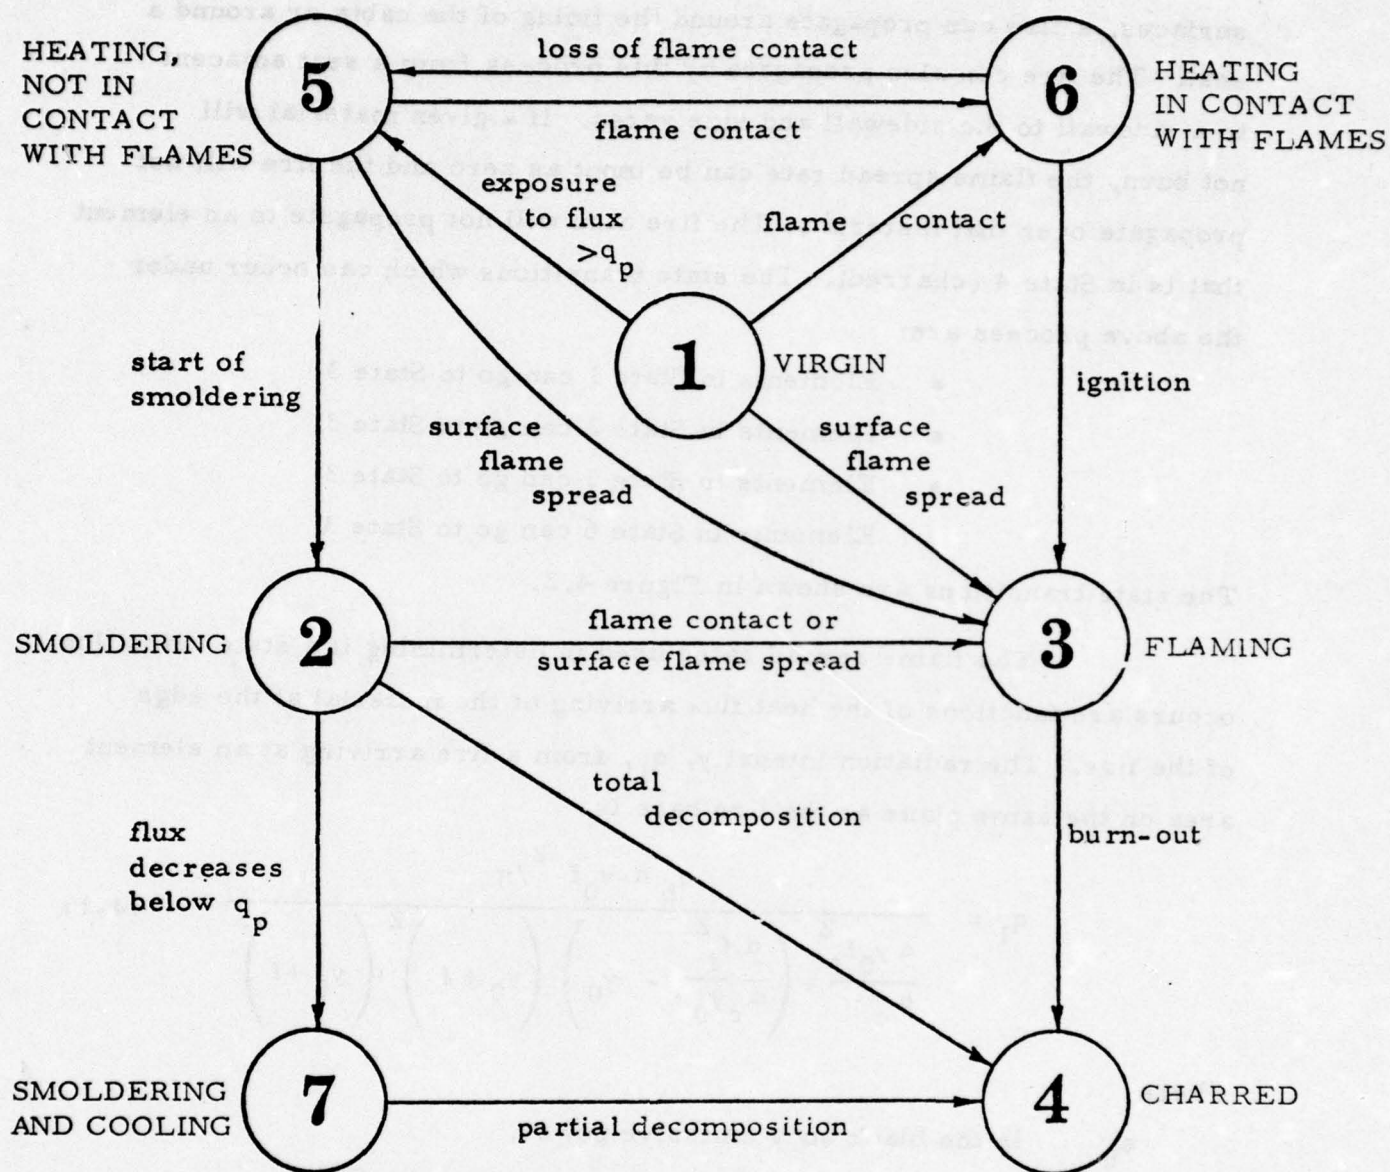 HEATING,
NOT IN
CONTACT
WITH FLAMES
5
loss of flame contact
flame contact
6
HEATING
IN CONTACT
WITH FLAMES
exposure
to flux
>q_p
flame contact
1
VIRGIN
start of
smoldering
surface
flame
spread
surface
flame
spread
ignition
SMOLDERING
2
flame contact or
surface flame spread
3
FLAMING
total
decomposition
flux
decreases
below q_p
burn-out
SMOLDERING
AND COOLING
7
partial decomposition
4
CHARRED